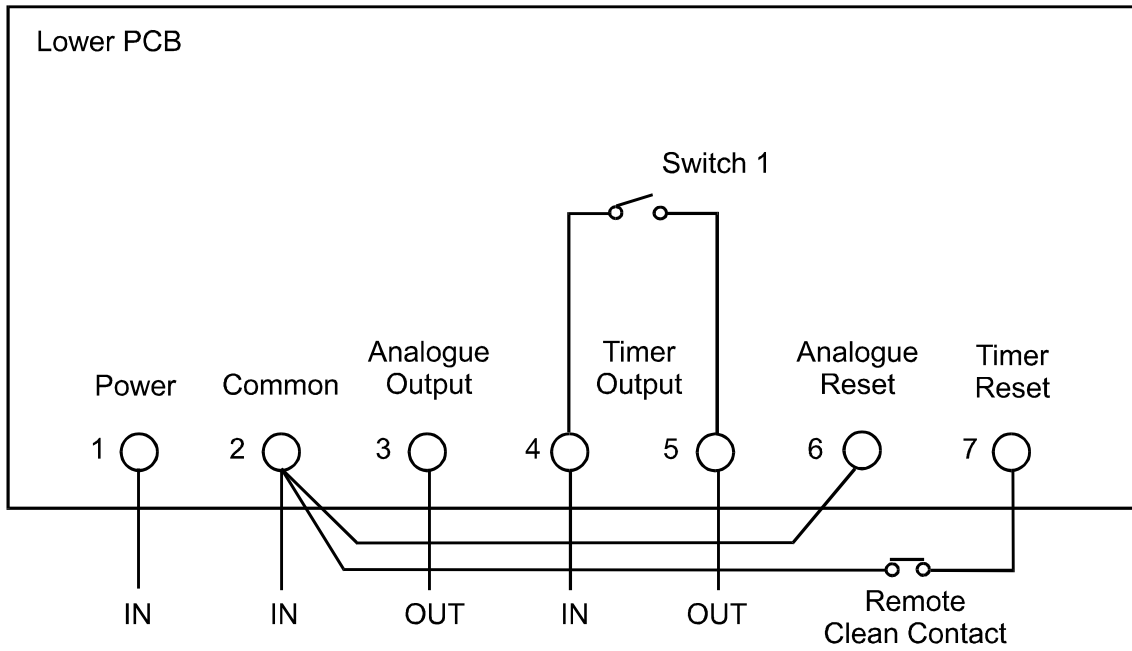 Lower PCB
Switch 1
Analogue
Output
Timer
Output
Analogue
Reset
Timer
Reset
Power
Common
1
2
3
4
5
6
7
IN
IN
OUT
IN
OUT
Remote
Clean Contact